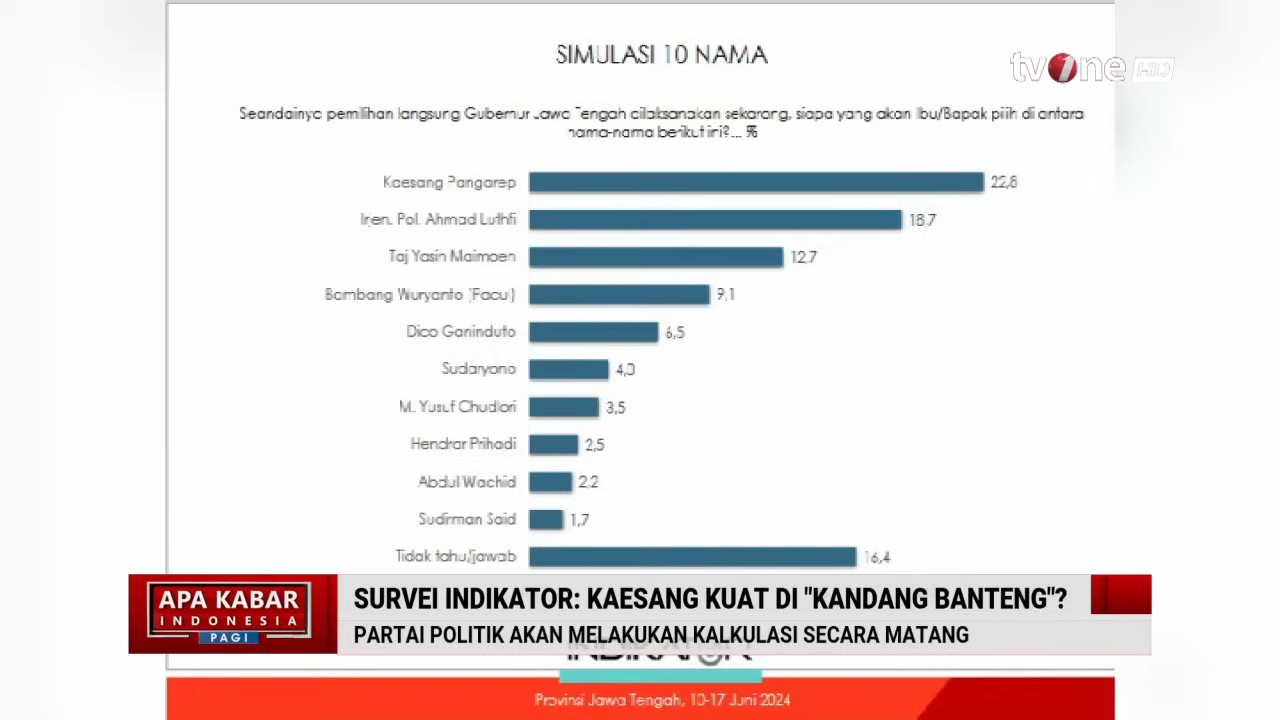 SIMULASI 10 NAMA
tvOne HD
Seandainya pemilihan langsung Gubernur Jawa Tengah dilaksanakan sekarang, siapa yang akan Ibu/Bapak pilih di antara
nama-nama berikut ini?... %
Kaesang Pangarep 22,8
Irjen. Pol. Ahmad Luthfi 18,7
Taj Yasin Maimoen 12,7
Bambang Wuryanto (Pacul) 9,1
Dico Ganinduto 6,5
Sudaryono 4,0
M. Yusuf Chudlori 3,5
Hendrar Prihadi 2,5
Abdul Wachid 2,2
Sudirman Said 1,7
Tidak tahu/jawab 16,4
APA KABAR
INDONESIA
PAGI
SURVEI INDIKATOR: KAESANG KUAT DI "KANDANG BANTENG"?
PARTAI POLITIK AKAN MELAKUKAN KALKULASI SECARA MATANG
INDIKATOR
Provinsi Jawa Tengah, 10-17 Juni 2024